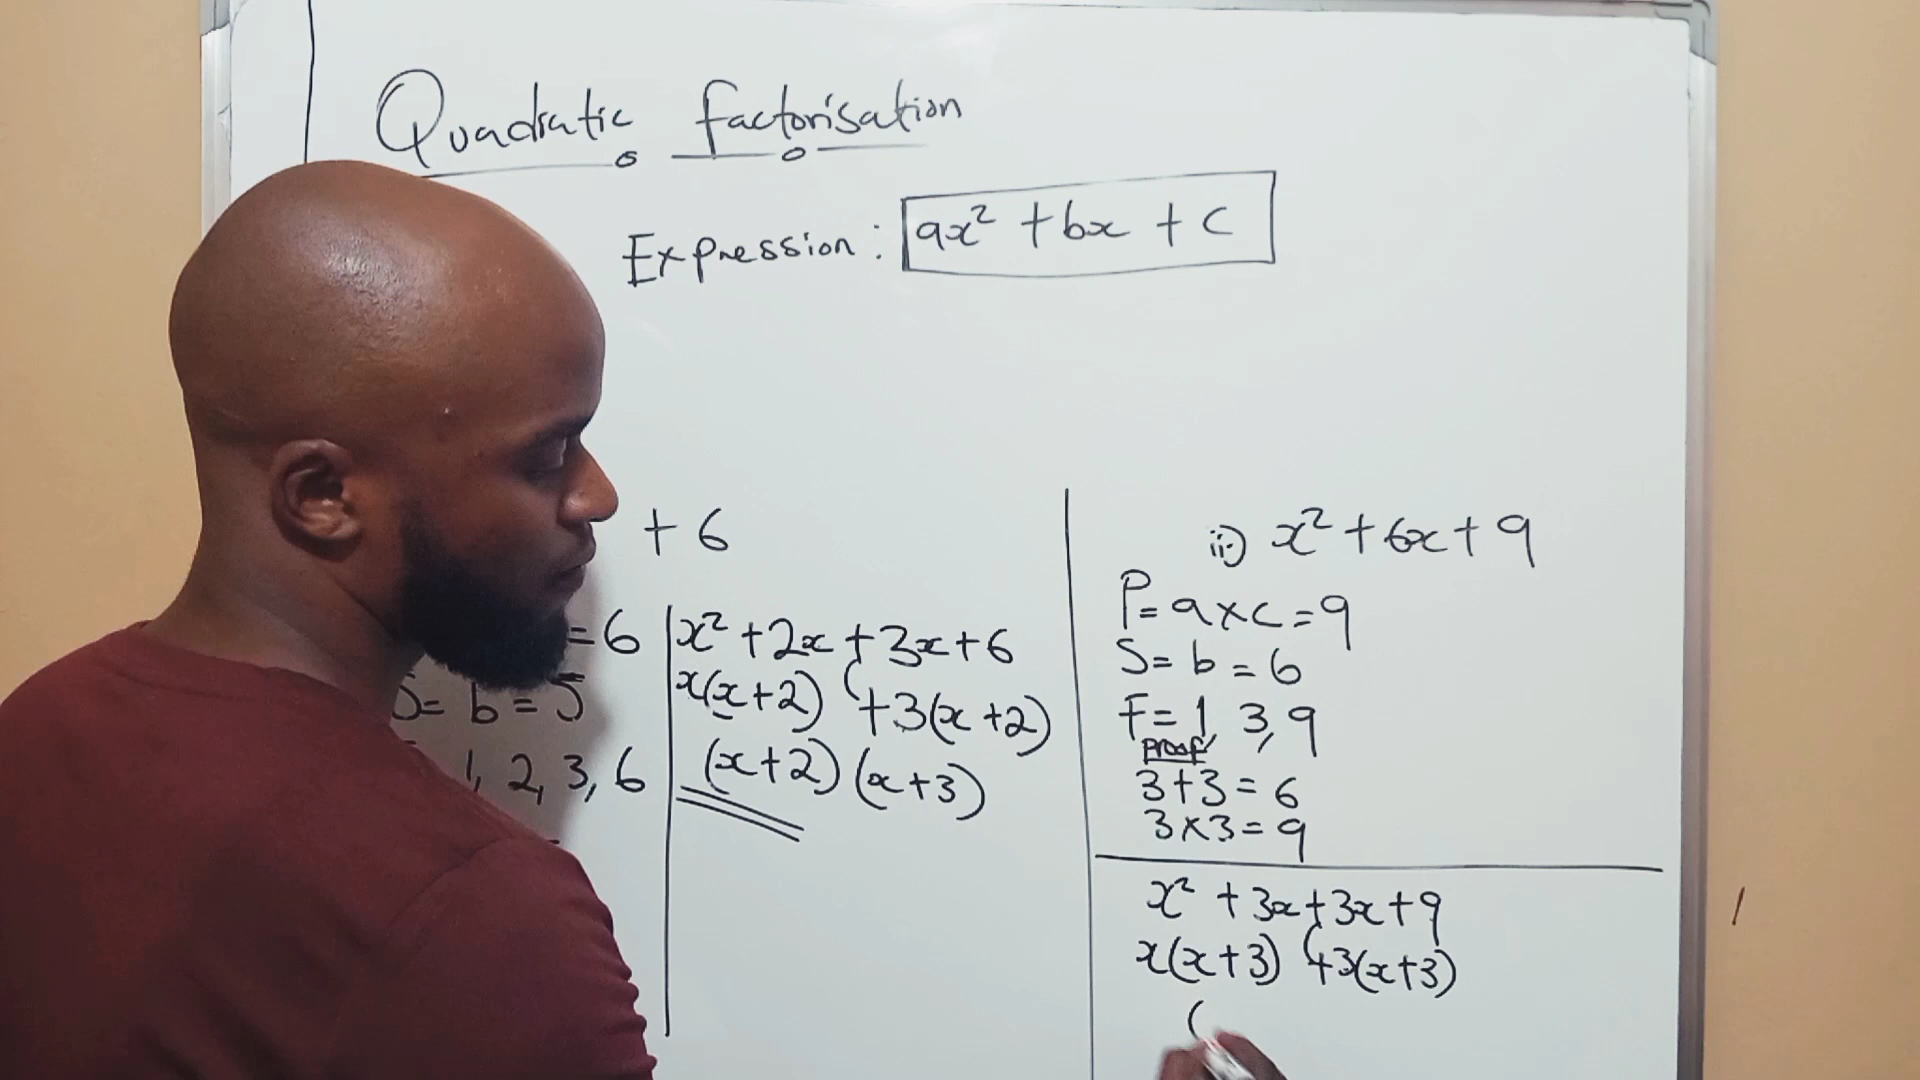 Quadratic factorisation
Expression: ax² + bx + c
+ 6
= 6
S= b = 5
1, 2, 3, 6
x² + 2x + 3x + 6
x(x+2) +3(x+2)
(x+2)(x+3)
ii) x² + 6x + 9
P= a×c = 9
S= b = 6
F= 1, 3, 9
Proof
3+3= 6
3×3= 9
x² + 3x + 3x + 9
x(x+3) +3(x+3)
(